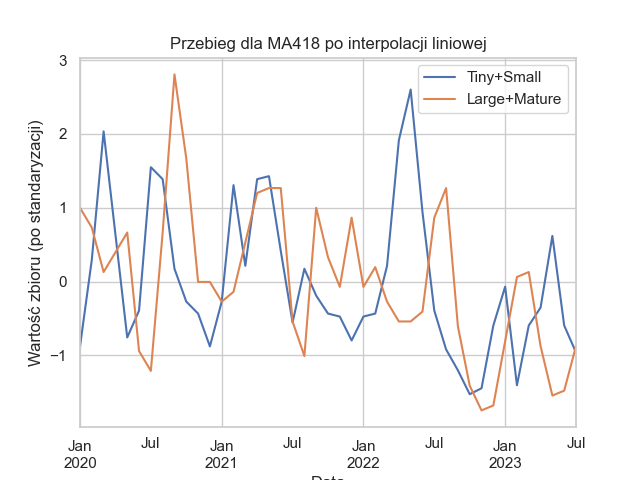 Przebieg dla MA418 po interpolacji liniowej
Tiny+Small
Large+Mature
Wartość zbioru (po standaryzacji)
3
2
1
0
−1
Jan
2020
Jul
Jan
2021
Jul
Jan
2022
Jul
Jan
2023
Jul